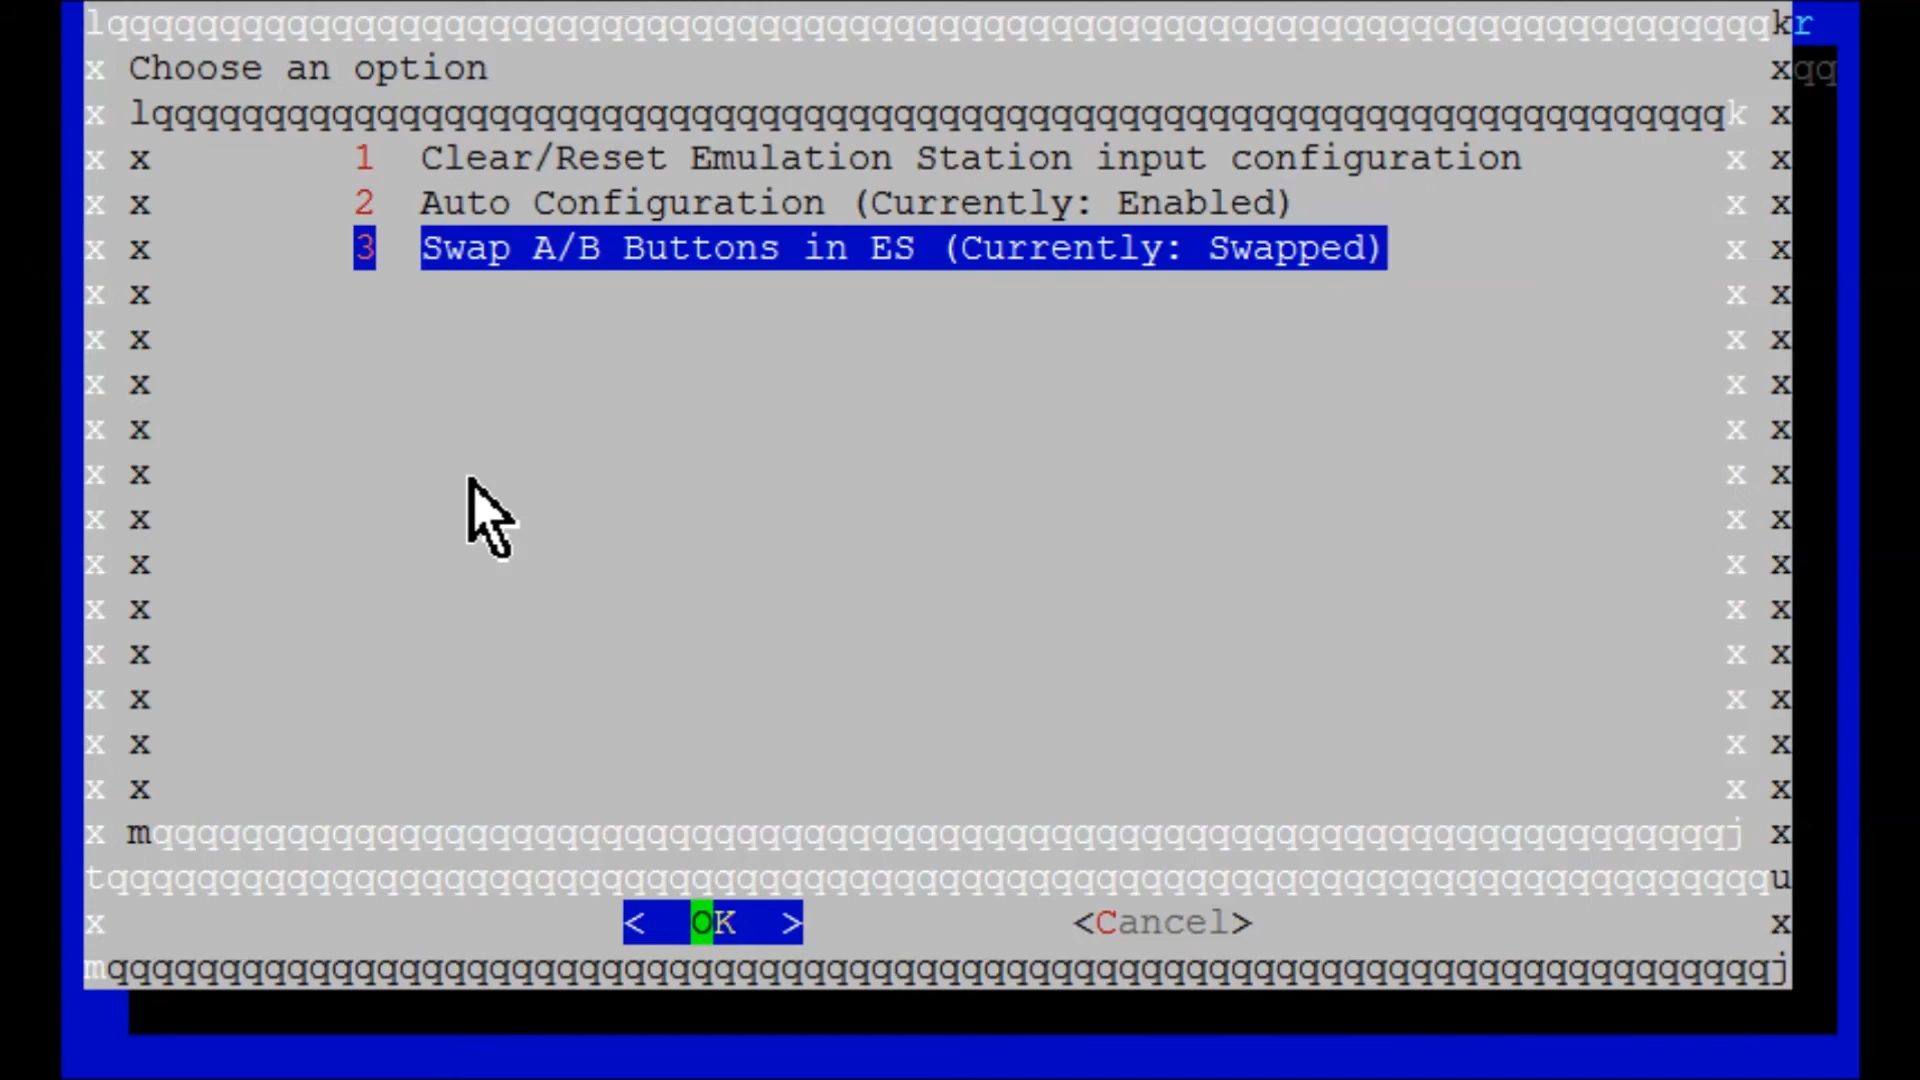 Choose an option
1 Clear/Reset Emulation Station input configuration
2 Auto Configuration (Currently: Enabled)
3 Swap A/B Buttons in ES (Currently: Swapped)
< OK > <Cancel>